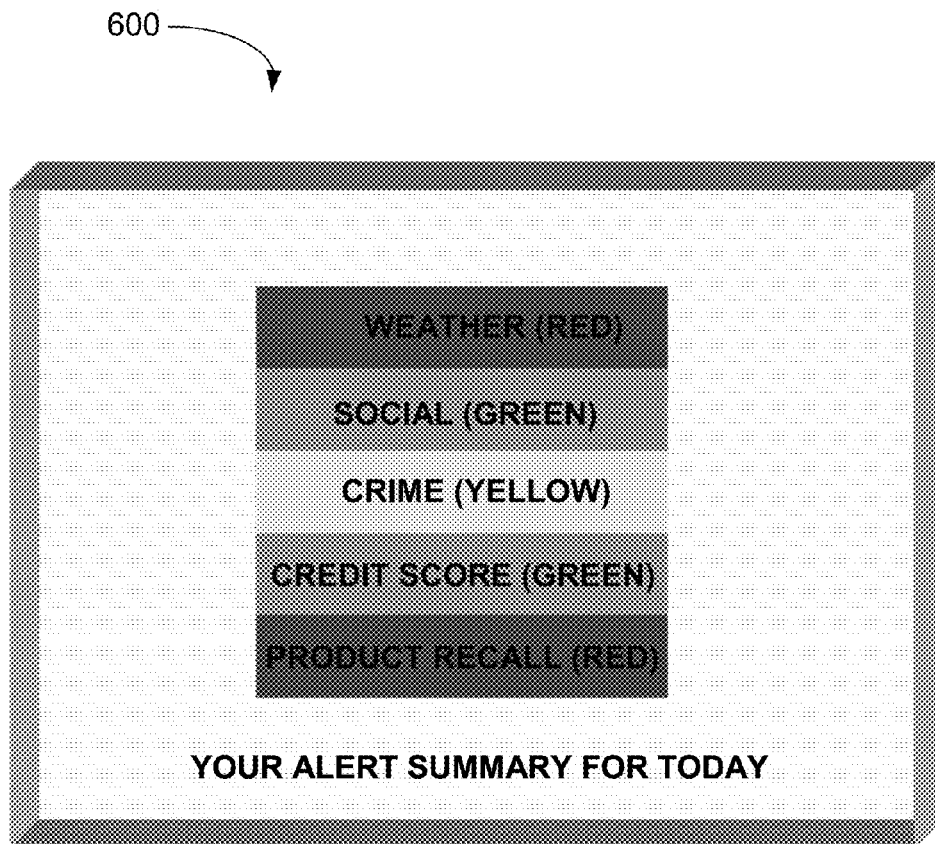 600
WEATHER (RED)
SOCIAL (GREEN)
CRIME (YELLOW)
CREDIT SCORE (GREEN)
PRODUCT RECALL (RED)
YOUR ALERT SUMMARY FOR TODAY